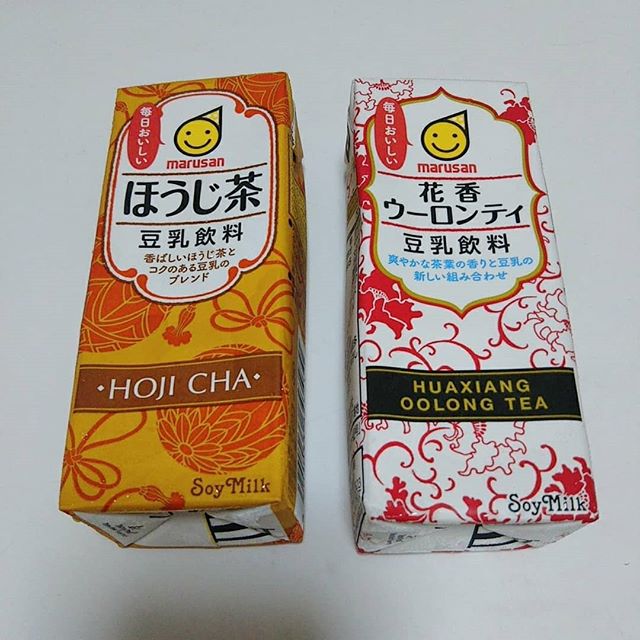 毎日おいしい
marusan
ほうじ茶
豆乳飲料
香ばしいほうじ茶と
コクのある豆乳の
ブレンド
HOJI CHA
Soy Milk
毎日おいしい
marusan
花香
ウーロンティ
豆乳飲料
爽やかな茶葉の香りと豆乳の
新しい組み合わせ
HUAXIANG
OOLONG TEA
Soy Milk